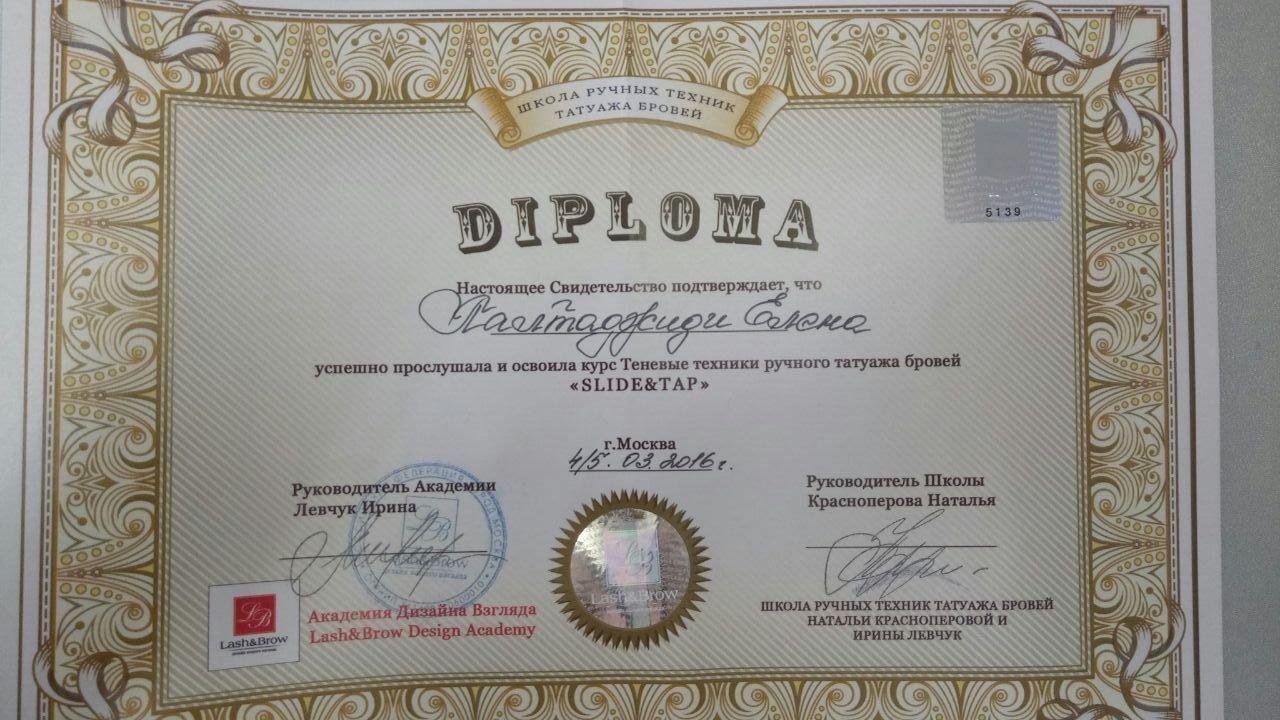 ШКОЛА РУЧНЫХ ТЕХНИК
ТАТУАЖА БРОВЕЙ
5139
DIPLOMA
Настоящее Свидетельство подтверждает, что
Елена
успешно прослушала и освоила курс Теневые техники ручного татуажа бровей
«SLIDE&TAP»
г.Москва
4/5. 03. 2016 г.
Руководитель Академии
Левчук Ирина
Руководитель Школы
Красноперова Наталья
Lash&Brow
Академия Дизайна Взгляда
Lash&Brow Design Academy
Lash&Brow
ШКОЛА РУЧНЫХ ТЕХНИК ТАТУАЖА БРОВЕЙ
НАТАЛЬИ КРАСНОПЕРОВОЙ И
ИРИНЫ ЛЕВЧУК